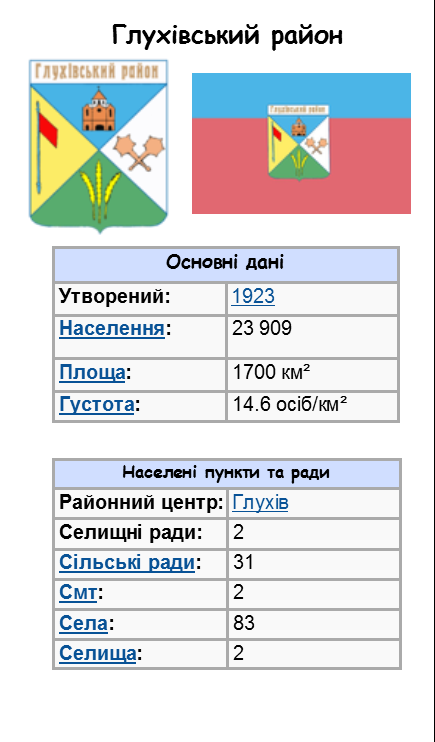 Глухівський район
Глухівський район
Глухівський район
Основні дані
Утворений: 1923
Населення: 23 909
Площа: 1700 км²
Густота: 14.6 осіб/км²
Населені пункти та ради
Районний центр: Глухів
Селищні ради: 2
Сільські ради: 31
Смт: 2
Села: 83
Селища: 2